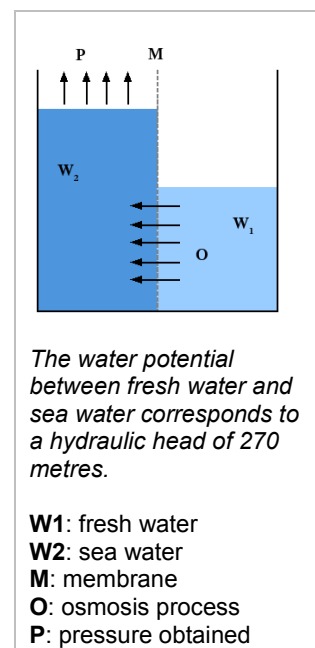 P M
W₂
W₁
O
The water potential
between fresh water and
sea water corresponds to
a hydraulic head of 270
metres.
W1: fresh water
W2: sea water
M: membrane
O: osmosis process
P: pressure obtained